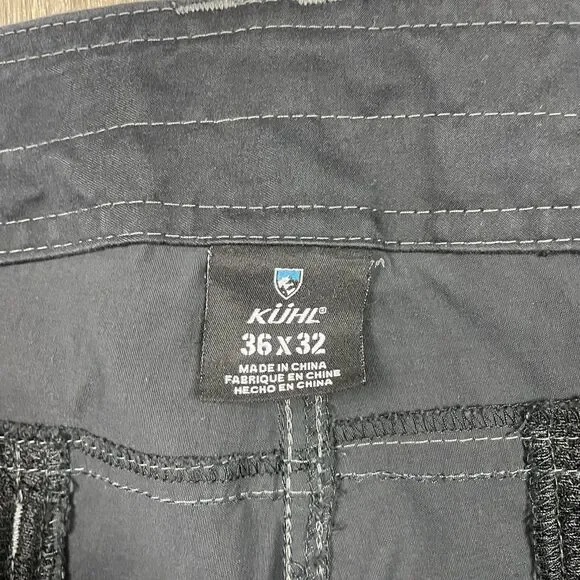 KÜHL®
36 X 32
MADE IN CHINA
FABRIQUE EN CHINE
HECHO EN CHINA